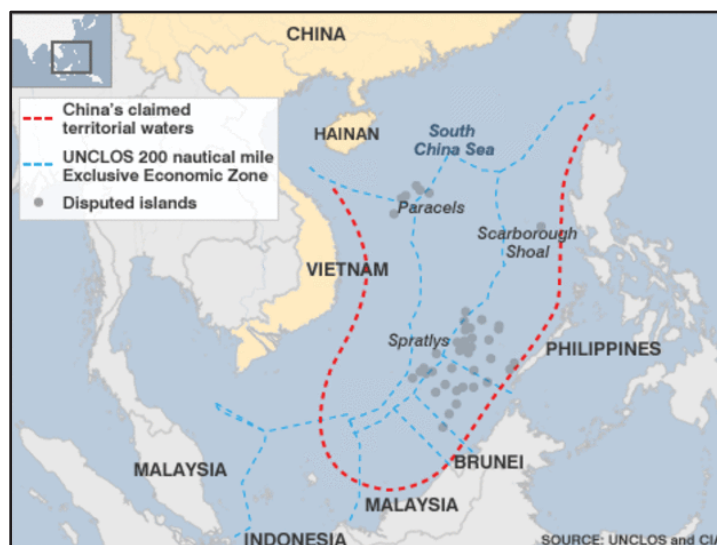 CHINA
China's claimed
territorial waters
UNCLOS 200 nautical mile
Exclusive Economic Zone
Disputed islands
HAINAN
South
China Sea
Paracels
Scarborough
Shoal
VIETNAM
Spratlys
PHILIPPINES
MALAYSIA
BRUNEI
MALAYSIA
INDONESIA
SOURCE: UNCLOS and CIA